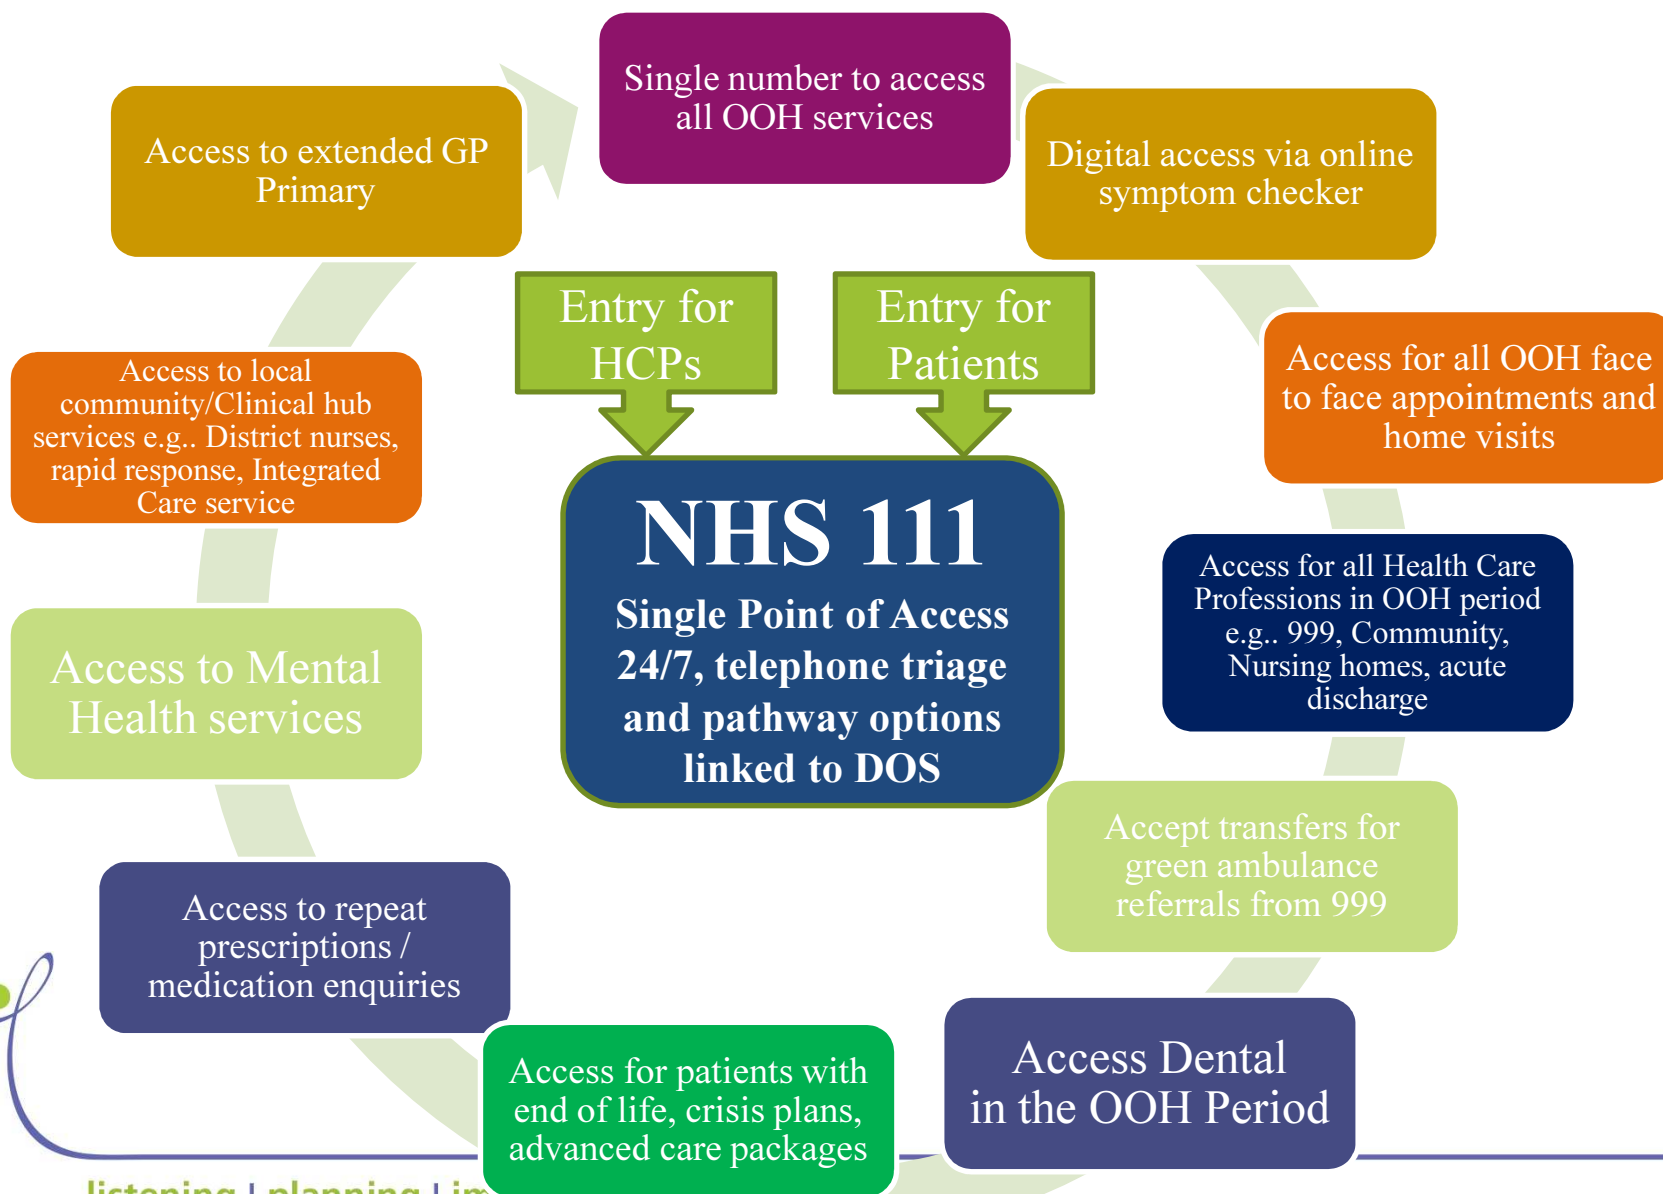 Single number to access
all OOH services
Digital access via online
symptom checker
Access for all OOH face
to face appointments and
home visits
Access for all Health Care
Professions in OOH period
e.g.. 999, Community,
Nursing homes, acute
discharge
Accept transfers for
green ambulance
referrals from 999
Access Dental
in the OOH Period
Access for patients with
end of life, crisis plans,
advanced care packages
Access to repeat
prescriptions /
medication enquiries
Access to Mental
Health services
Access to local
community/Clinical hub
services e.g.. District nurses,
rapid response, Integrated
Care service
Access to extended GP
Primary
Entry for
HCPs
Entry for
Patients
NHS 111
Single Point of Access
24/7, telephone triage
and pathway options
linked to DOS
listening | planning |